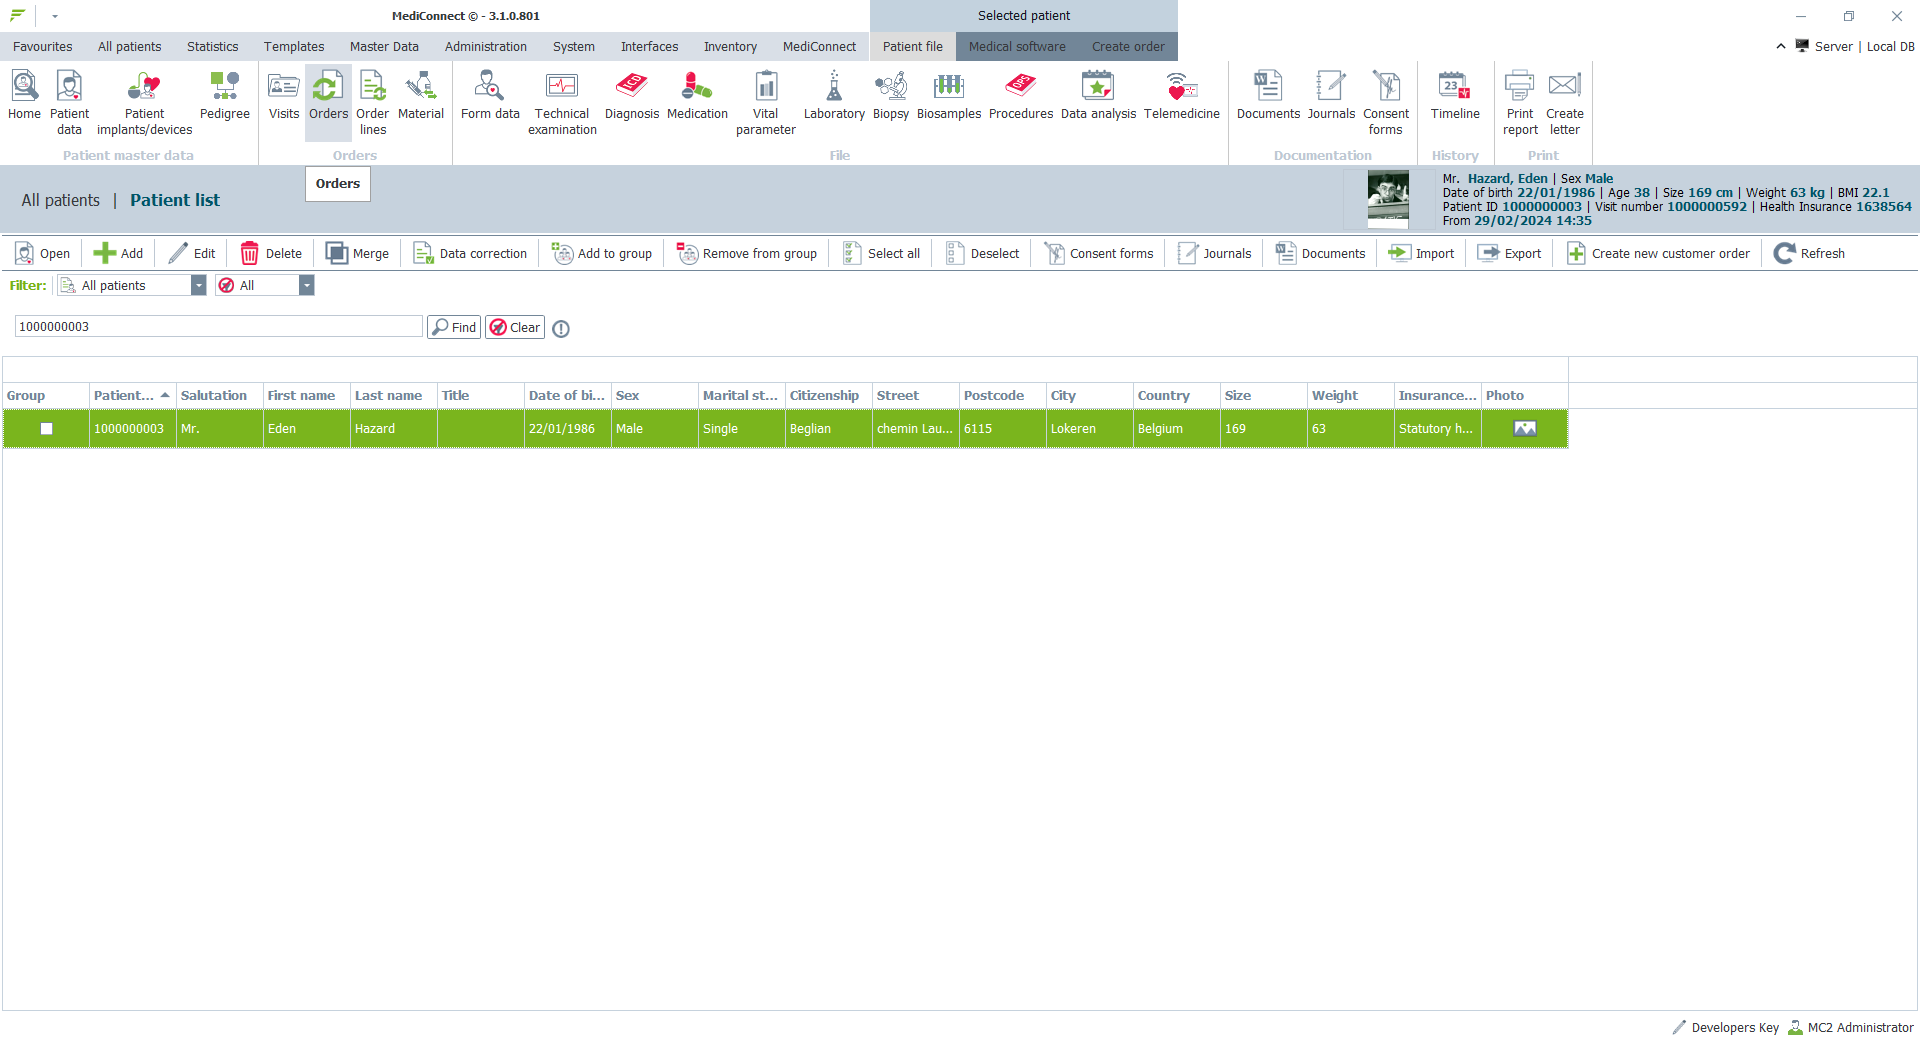 MediConnect © - 3.1.0.801
Selected patient
Favourites All patients Statistics Templates Master Data Administration System Interfaces Inventory MediConnect Patient file Medical software Create order Server | Local DB
Home Patient data Patient implants/devices Pedigree Visits Orders Order lines Material Form data Technical examination Diagnosis Medication Vital parameter Laboratory Biopsy Biosamples Procedures Data analysis Telemedicine Documents Journals Consent forms Timeline Print report Create letter
Patient master data Orders File Documentation History Print
Orders
All patients | Patient list
Mr. Hazard, Eden | Sex Male
Date of birth 22/01/1986 | Age 38 | Size 169 cm | Weight 63 kg | BMI 22.1
Patient ID 1000000003 | Visit number 1000000592 | Health Insurance 1638564
From 29/02/2024 14:35
Open Add Edit Delete Merge Data correction Add to group Remove from group Select all Deselect Consent forms Journals Documents Import Export Create new customer order Refresh
Filter: All patients All
1000000003 Find Clear
Group Patient... Salutation First name Last name Title Date of bi... Sex Marital st... Citizenship Street Postcode City Country Size Weight Insurance... Photo
1000000003 Mr. Eden Hazard 22/01/1986 Male Single Beglian chemin Lau... 6115 Lokeren Belgium 169 63 Statutory h...
Developers Key MC2 Administrator